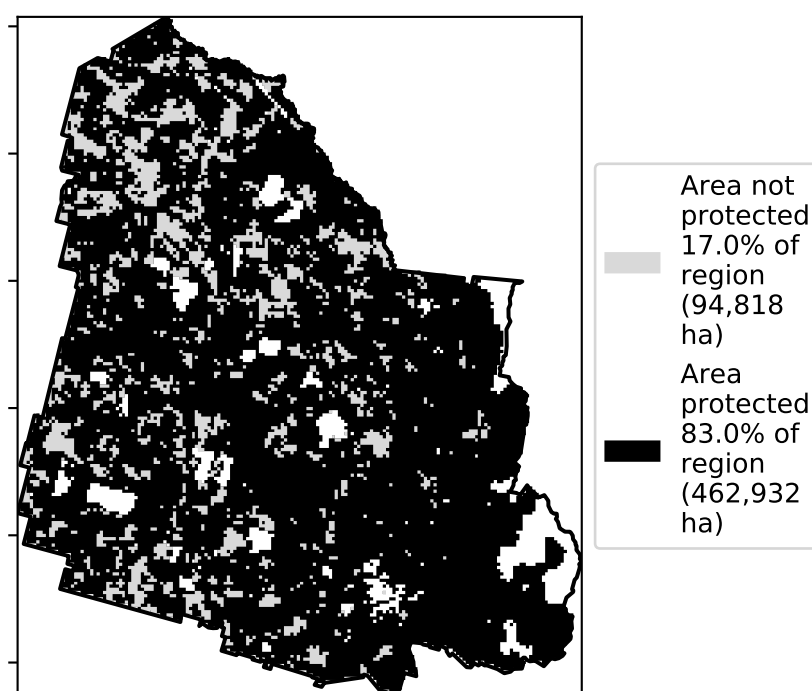 Area not
protected
17.0% of
region
(94,818
ha)
Area
protected
83.0% of
region
(462,932
ha)